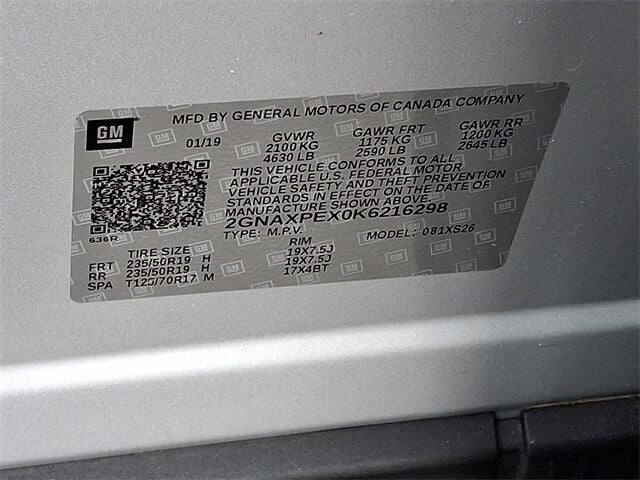 MFD BY GENERAL MOTORS OF CANADA COMPANY
GM
01/19 GVWR GAWR FRT GAWR RR
2100 KG 1175 KG 1200 KG
4630 LB 2590 LB 2645 LB
THIS VEHICLE CONFORMS TO ALL
APPLICABLE U.S. FEDERAL MOTOR
VEHICLE SAFETY AND THEFT PREVENTION
STANDARDS IN EFFECT ON THE DATE OF
MANUFACTURE SHOWN ABOVE.
2GNAXPEX0K6216298
TYPE: M.P.V. MODEL: 081XS26
636R
TIRE SIZE RIM
FRT 235/50R19 H 19X7.5J
RR 235/50R19 H 19X7.5J
SPA T125/70R17 M 17X4BT